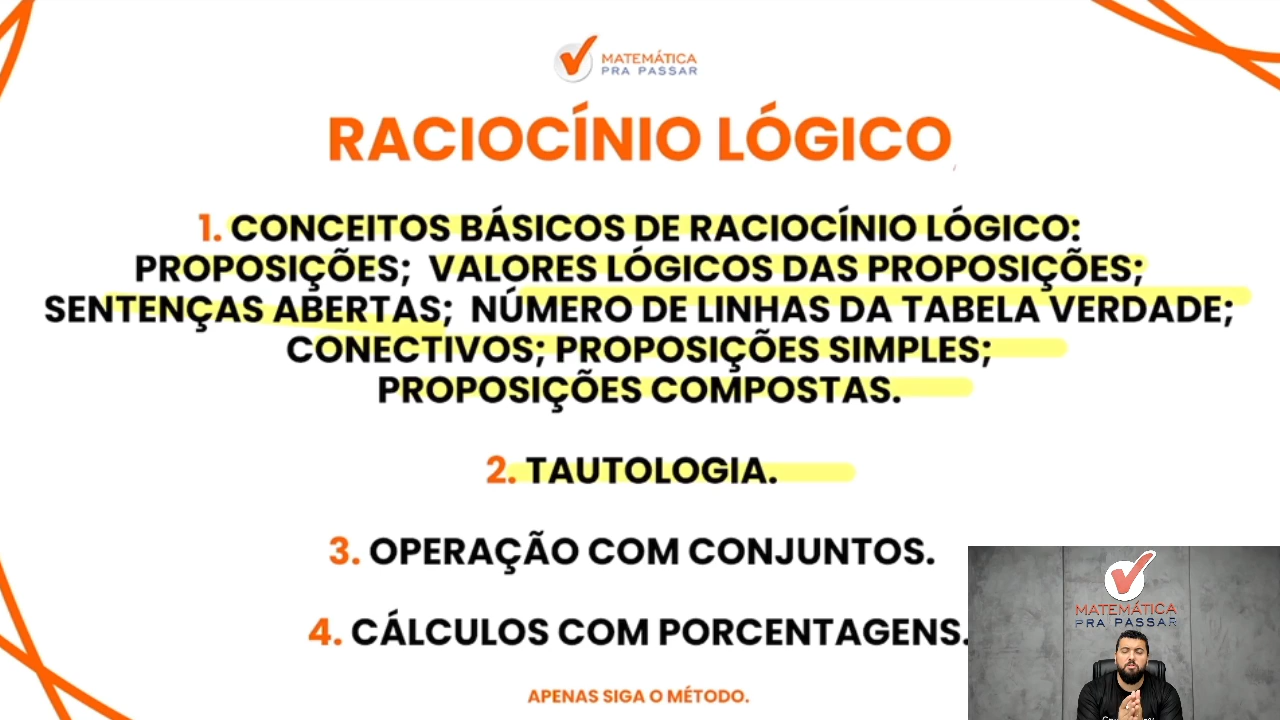 MATEMÁTICA
PRA PASSAR
RACIOCÍNIO LÓGICO
1. CONCEITOS BÁSICOS DE RACIOCÍNIO LÓGICO:
PROPOSIÇÕES; VALORES LÓGICOS DAS PROPOSIÇÕES;
SENTENÇAS ABERTAS; NÚMERO DE LINHAS DA TABELA VERDADE;
CONECTIVOS; PROPOSIÇÕES SIMPLES;
PROPOSIÇÕES COMPOSTAS.
2. TAUTOLOGIA.
3. OPERAÇÃO COM CONJUNTOS.
4. CÁLCULOS COM PORCENTAGENS.
APENAS SIGA O MÉTODO.
MATEMÁTICA
PRA PASSAR